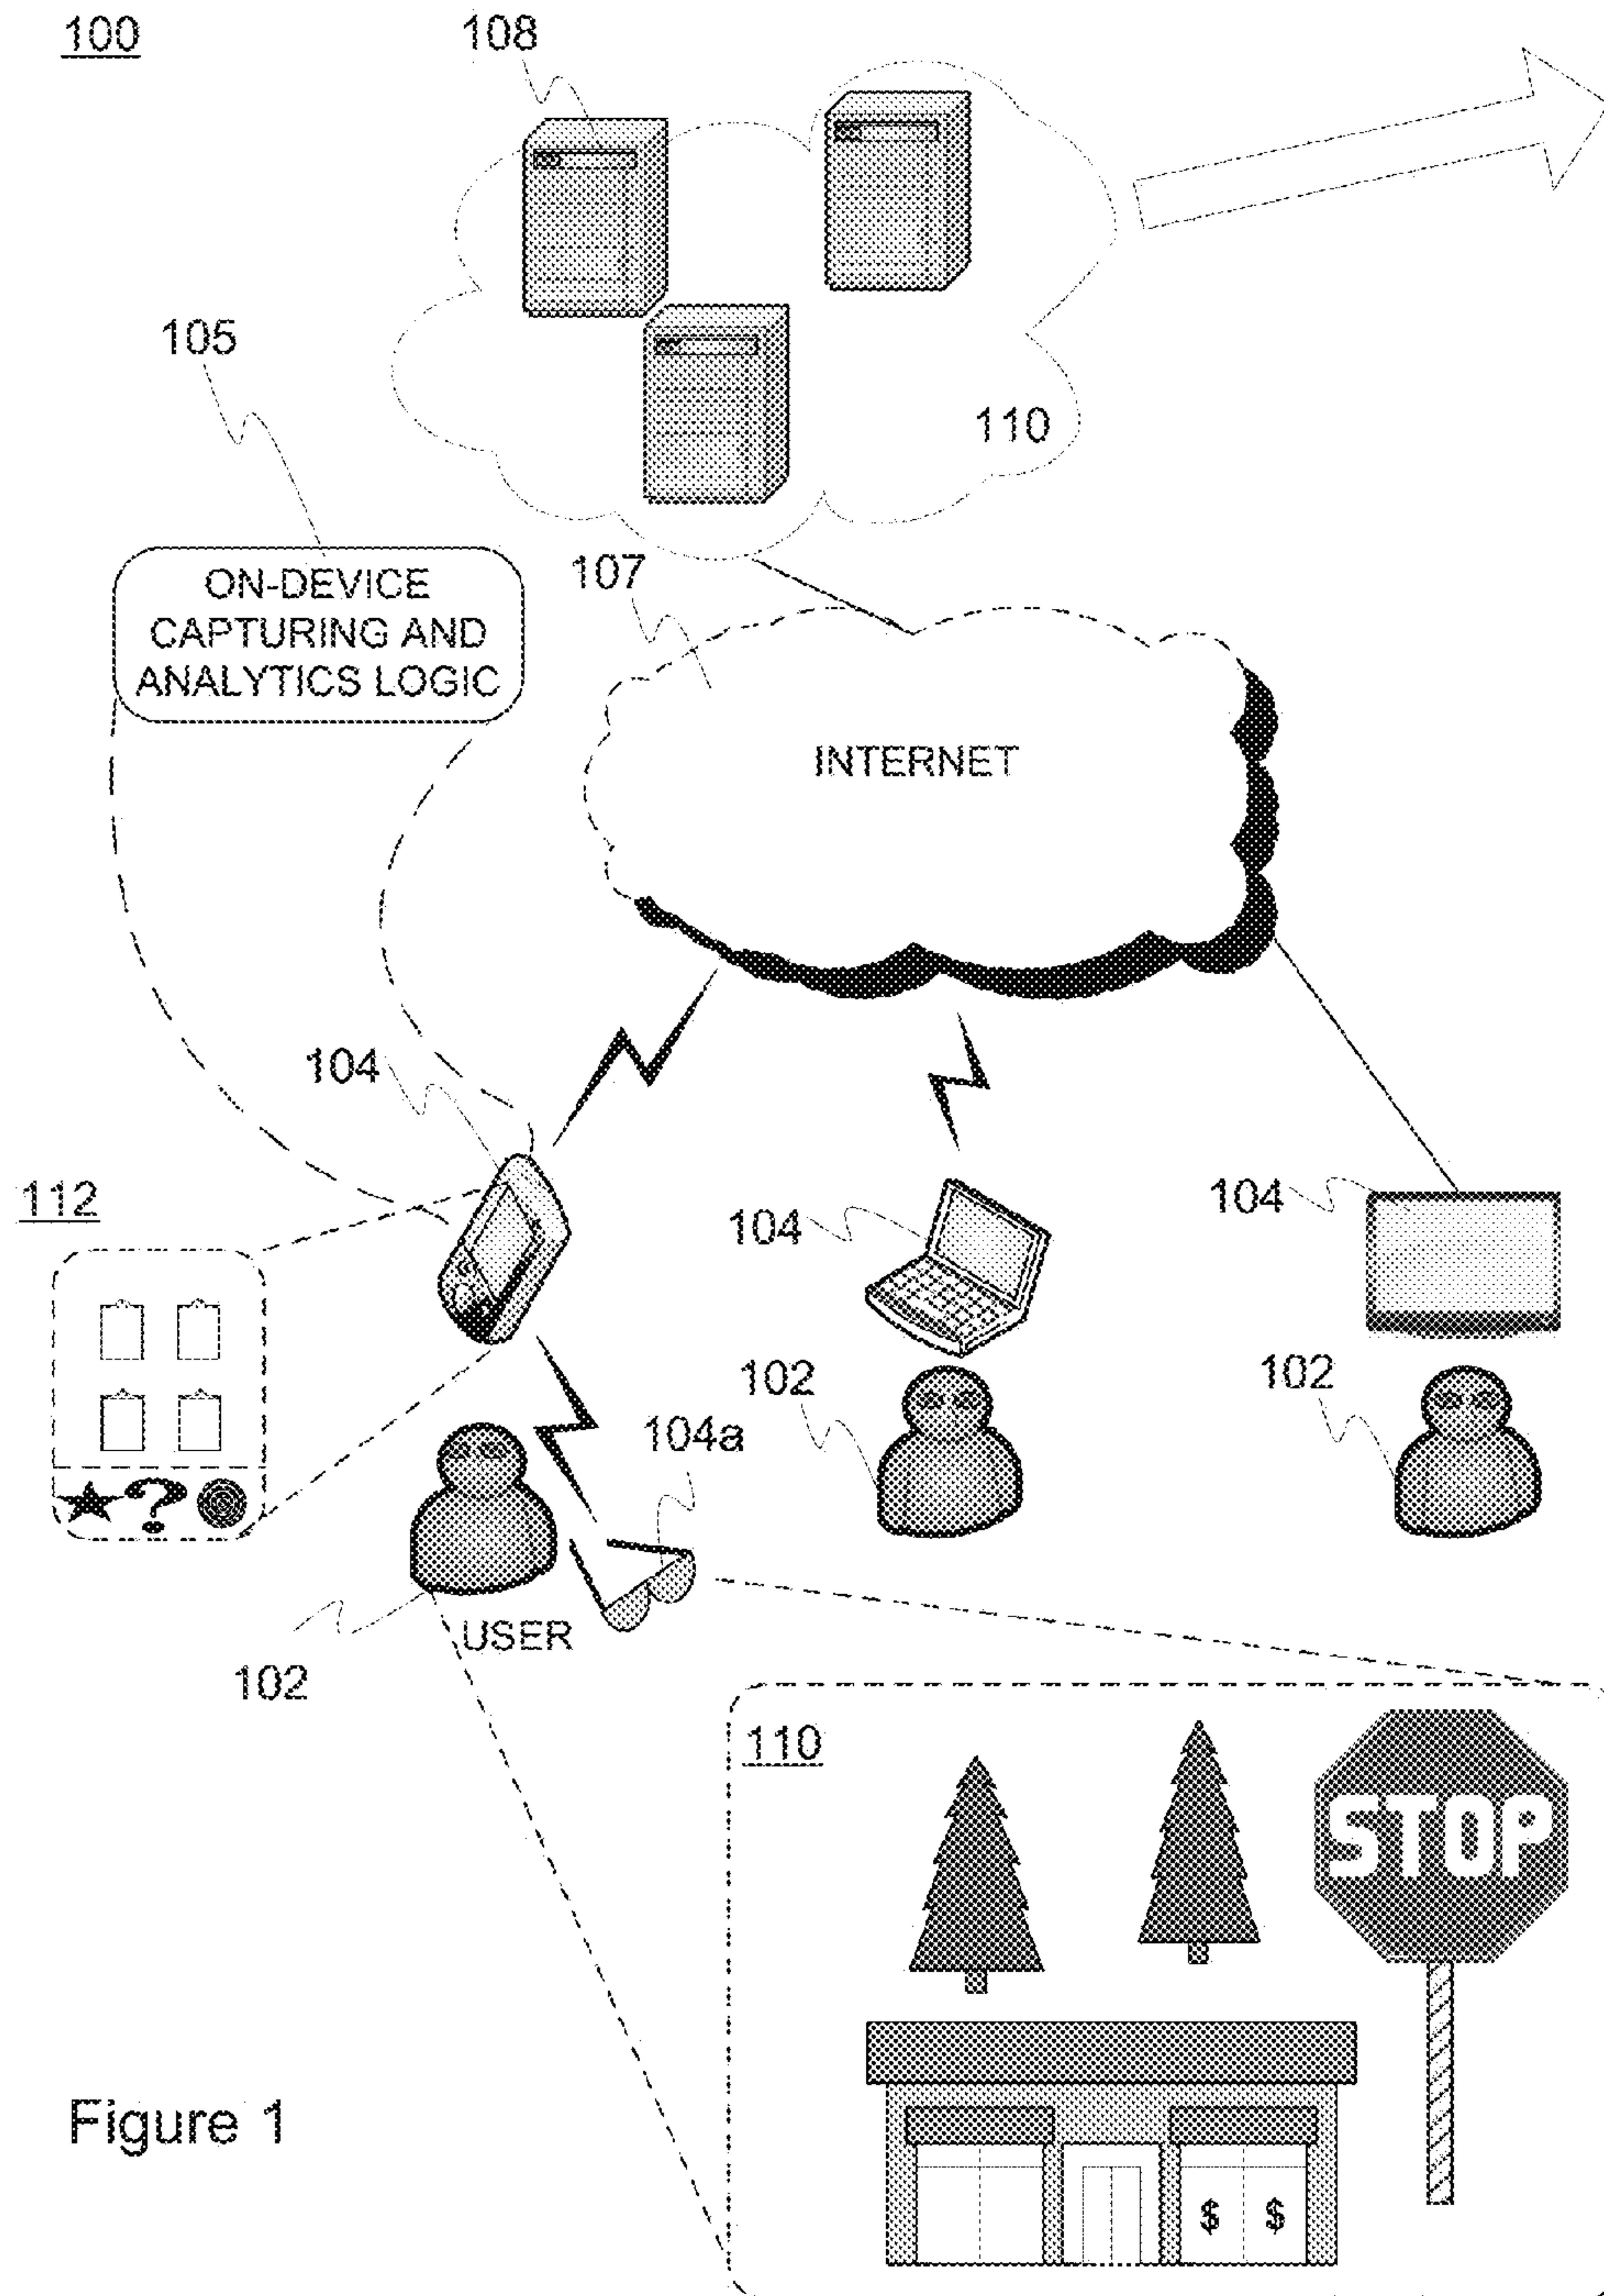 100
108
105
110
107
ON-DEVICE
CAPTURING AND
ANALYTICS LOGIC
INTERNET
104
112
104
104
102
102
104a
?
USER
102
110
STOP
$ $
Figure 1